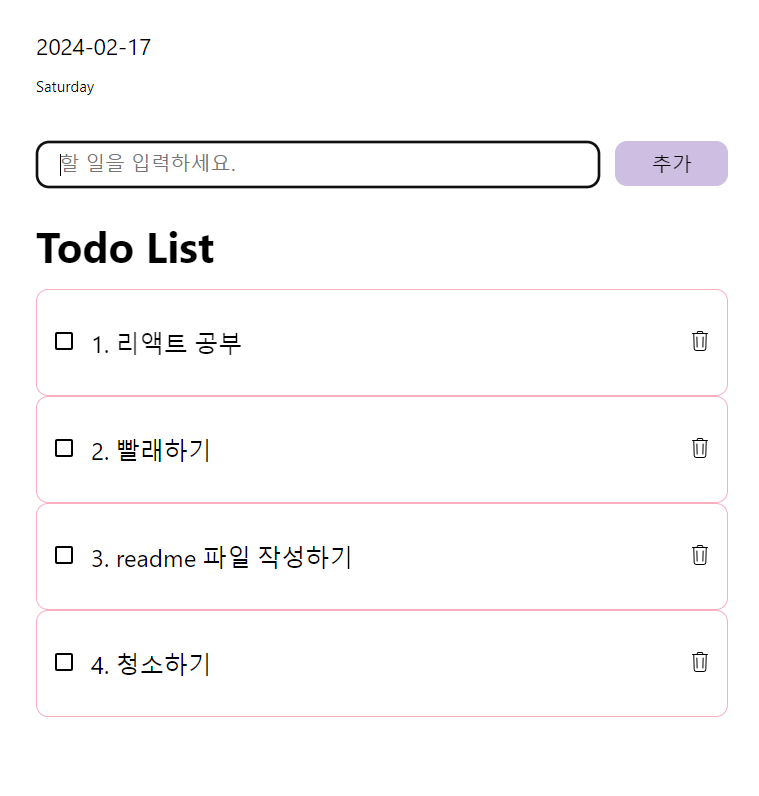 2024-02-17
Saturday
할 일을 입력하세요.
추가
Todo List
1. 리액트 공부
2. 빨래하기
3. readme 파일 작성하기
4. 청소하기